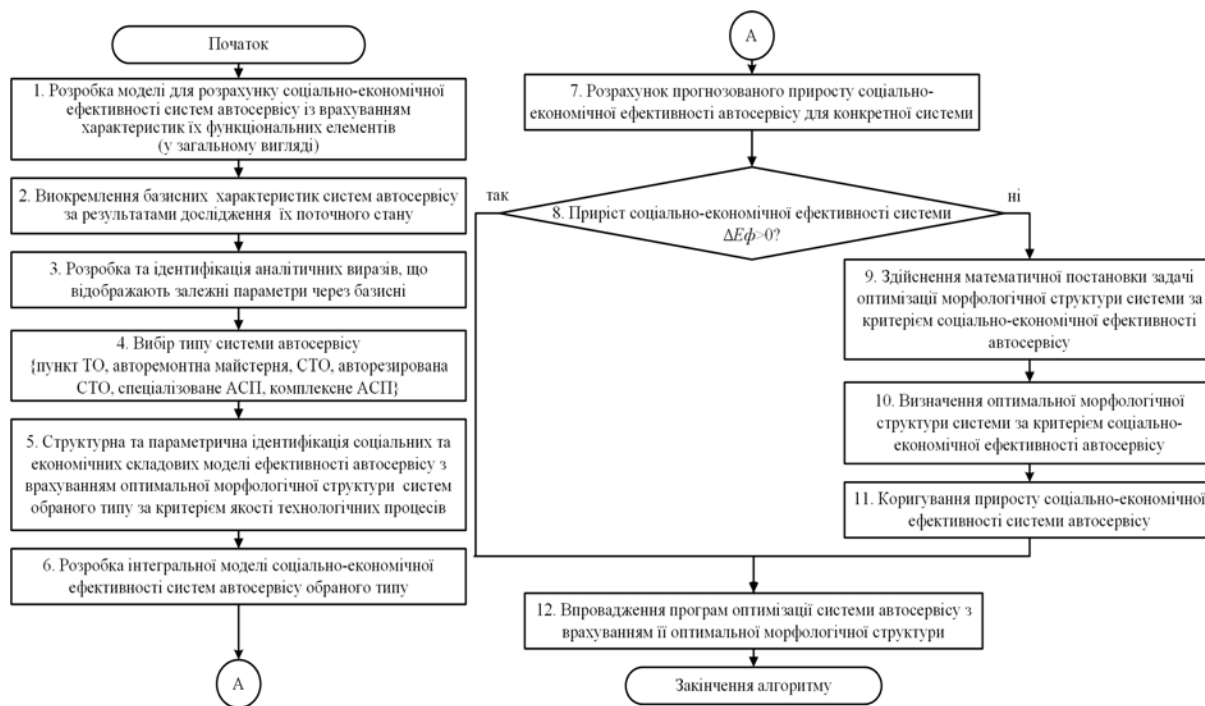 Початок
1. Розробка моделі для розрахунку соціально-економічної
ефективності систем автосервісу із врахуванням
характеристик їх функціональних елементів
(у загальному вигляді)
2. Виокремлення базисних характеристик систем автосервісу
за результатами дослідження їх поточного стану
3. Розробка та ідентифікація аналітичних виразів, що
відображають залежні параметри через базисні
4. Вибір типу системи автосервісу
{пункт ТО, авторемонтна майстерня, СТО, авторезирована
СТО, спеціалізоване АСП, комплексне АСП}
5. Структурна та параметрична ідентифікація соціальних та
економічних складових моделі ефективності автосервісу з
врахуванням оптимальної морфологічної структури систем
обраного типу за критерієм якості технологічних процесів
6. Розробка інтегральної моделі соціально-економічної
ефективності систем автосервісу обраного типу
А
А
7. Розрахунок прогнозованого приросту соціально-
економічної ефективності автосервісу для конкретної системи
так
ні
8. Приріст соціально-економічної ефективності системи
ΔЕф>0?
9. Здійснення математичної постановки задачі
оптимізації морфологічної структури системи за
критерієм соціально-економічної ефективності
автосервісу
10. Визначення оптимальної морфологічної
структури системи за критерієм соціально-
економічної ефективності автосервісу
11. Коригування приросту соціально-економічної
ефективності системи автосервісу
12. Впровадження програм оптимізації системи автосервісу з
врахуванням її оптимальної морфологічної структури
Закінчення алгоритму